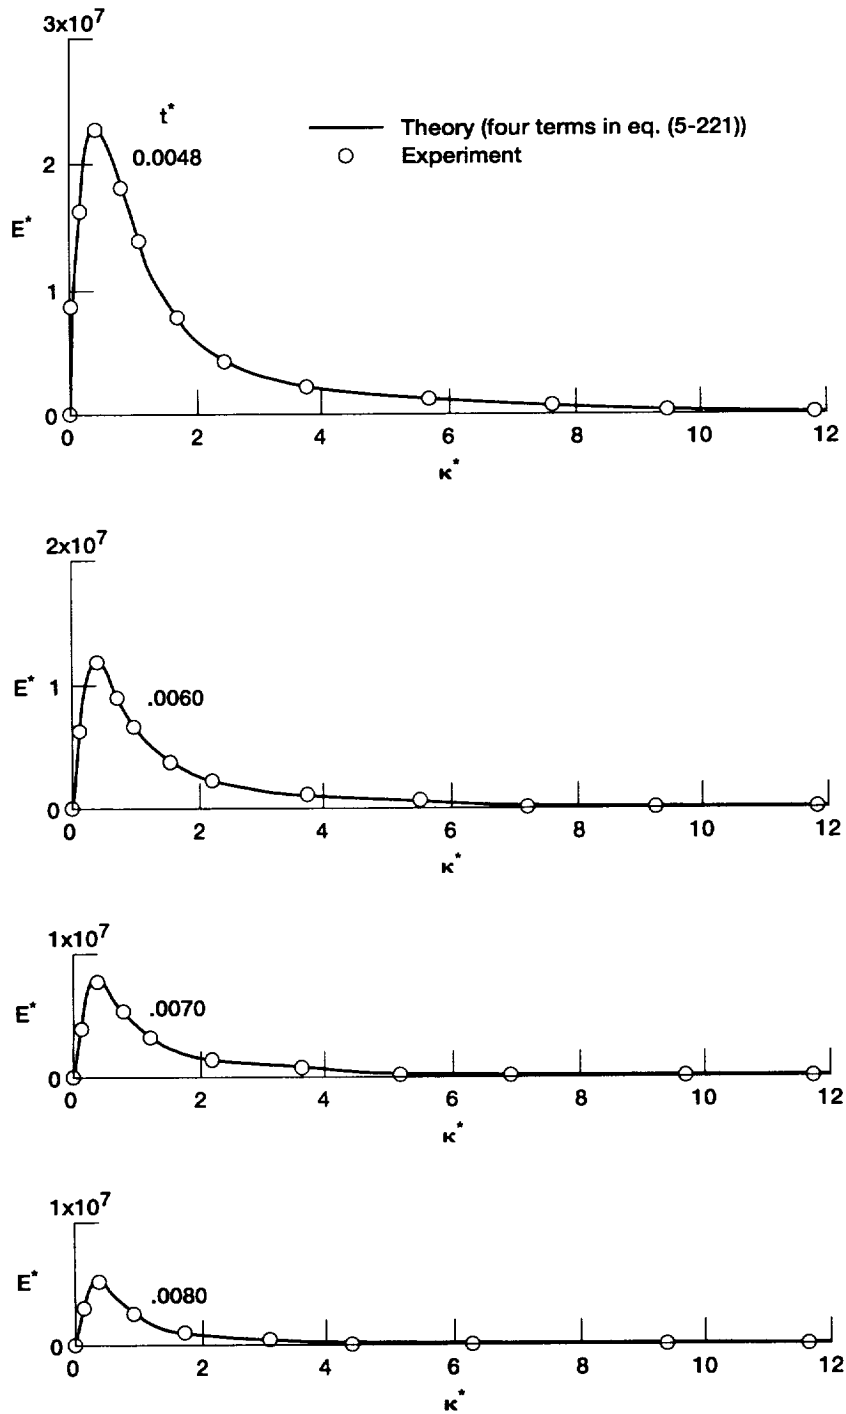 3x10^7
t*
Theory (four terms in eq. (5-221))
0.0048
Experiment
2
E*
1
0
0 2 4 6 8 10 12
κ*
2x10^7
E* 1
.0060
0
0 2 4 6 8 10 12
κ*
1x10^7
E*
.0070
0
0 2 4 6 8 10 12
κ*
1x10^7
E*
.0080
0
0 2 4 6 8 10 12
κ*